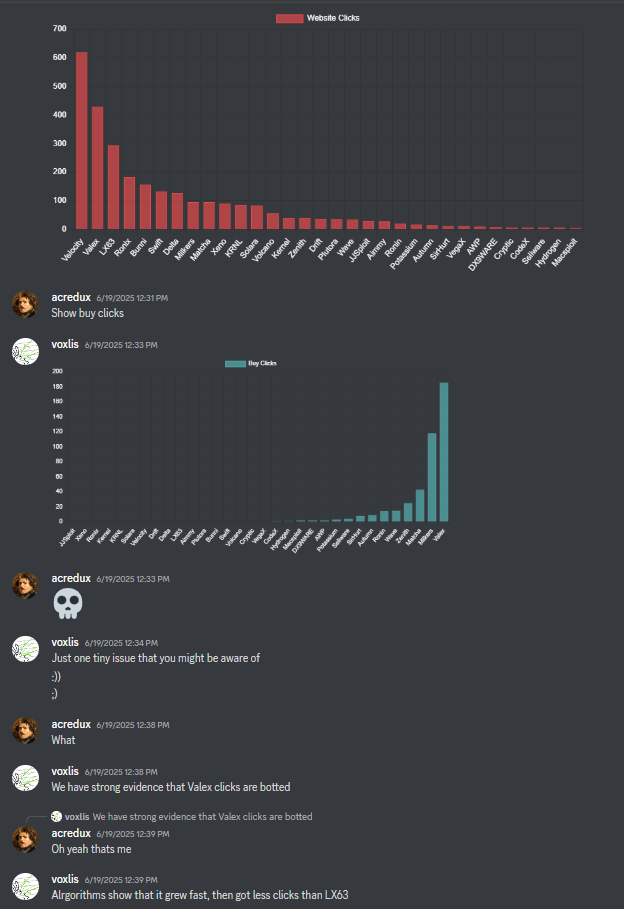 Website Clicks
700
600
500
400
300
200
100
0
Velocity Valex LX63 Ronix Bunni Swift Delta Milkers Matcha Xeno KRNL Solara Volcano Kernel Zenith Drift Plutora Wave JJSploit Aimmy Ronin Potassium Autumn SirHurt VegaX AWP DX9WARE Cryptic CodeX Seliware Hydrogen Macsploit
acredux 6/19/2025 12:31 PM
Show buy clicks
voxlis 6/19/2025 12:33 PM
Buy Clicks
200
180
160
140
120
100
80
60
40
20
0
JJSploit Xeno Ronix Kernel KRNL Solara Velocity Drift Delta LX63 Aimmy Plutora Bunni Swift Volcano Cryptic VegaX CodeX Hydrogen Macsploit DX9WARE AWP Potassium Seliware SirHurt Autumn Ronin Wave Zenith Matcha Milkers Valex
acredux 6/19/2025 12:33 PM
voxlis 6/19/2025 12:34 PM
Just one tiny issue that you might be aware of
:))
;)
acredux 6/19/2025 12:38 PM
What
voxlis 6/19/2025 12:38 PM
We have strong evidence that Valex clicks are botted
voxlis We have strong evidence that Valex clicks are botted
acredux 6/19/2025 12:39 PM
Oh yeah thats me
voxlis 6/19/2025 12:39 PM
Alrgorithms show that it grew fast, then got less clicks than LX63